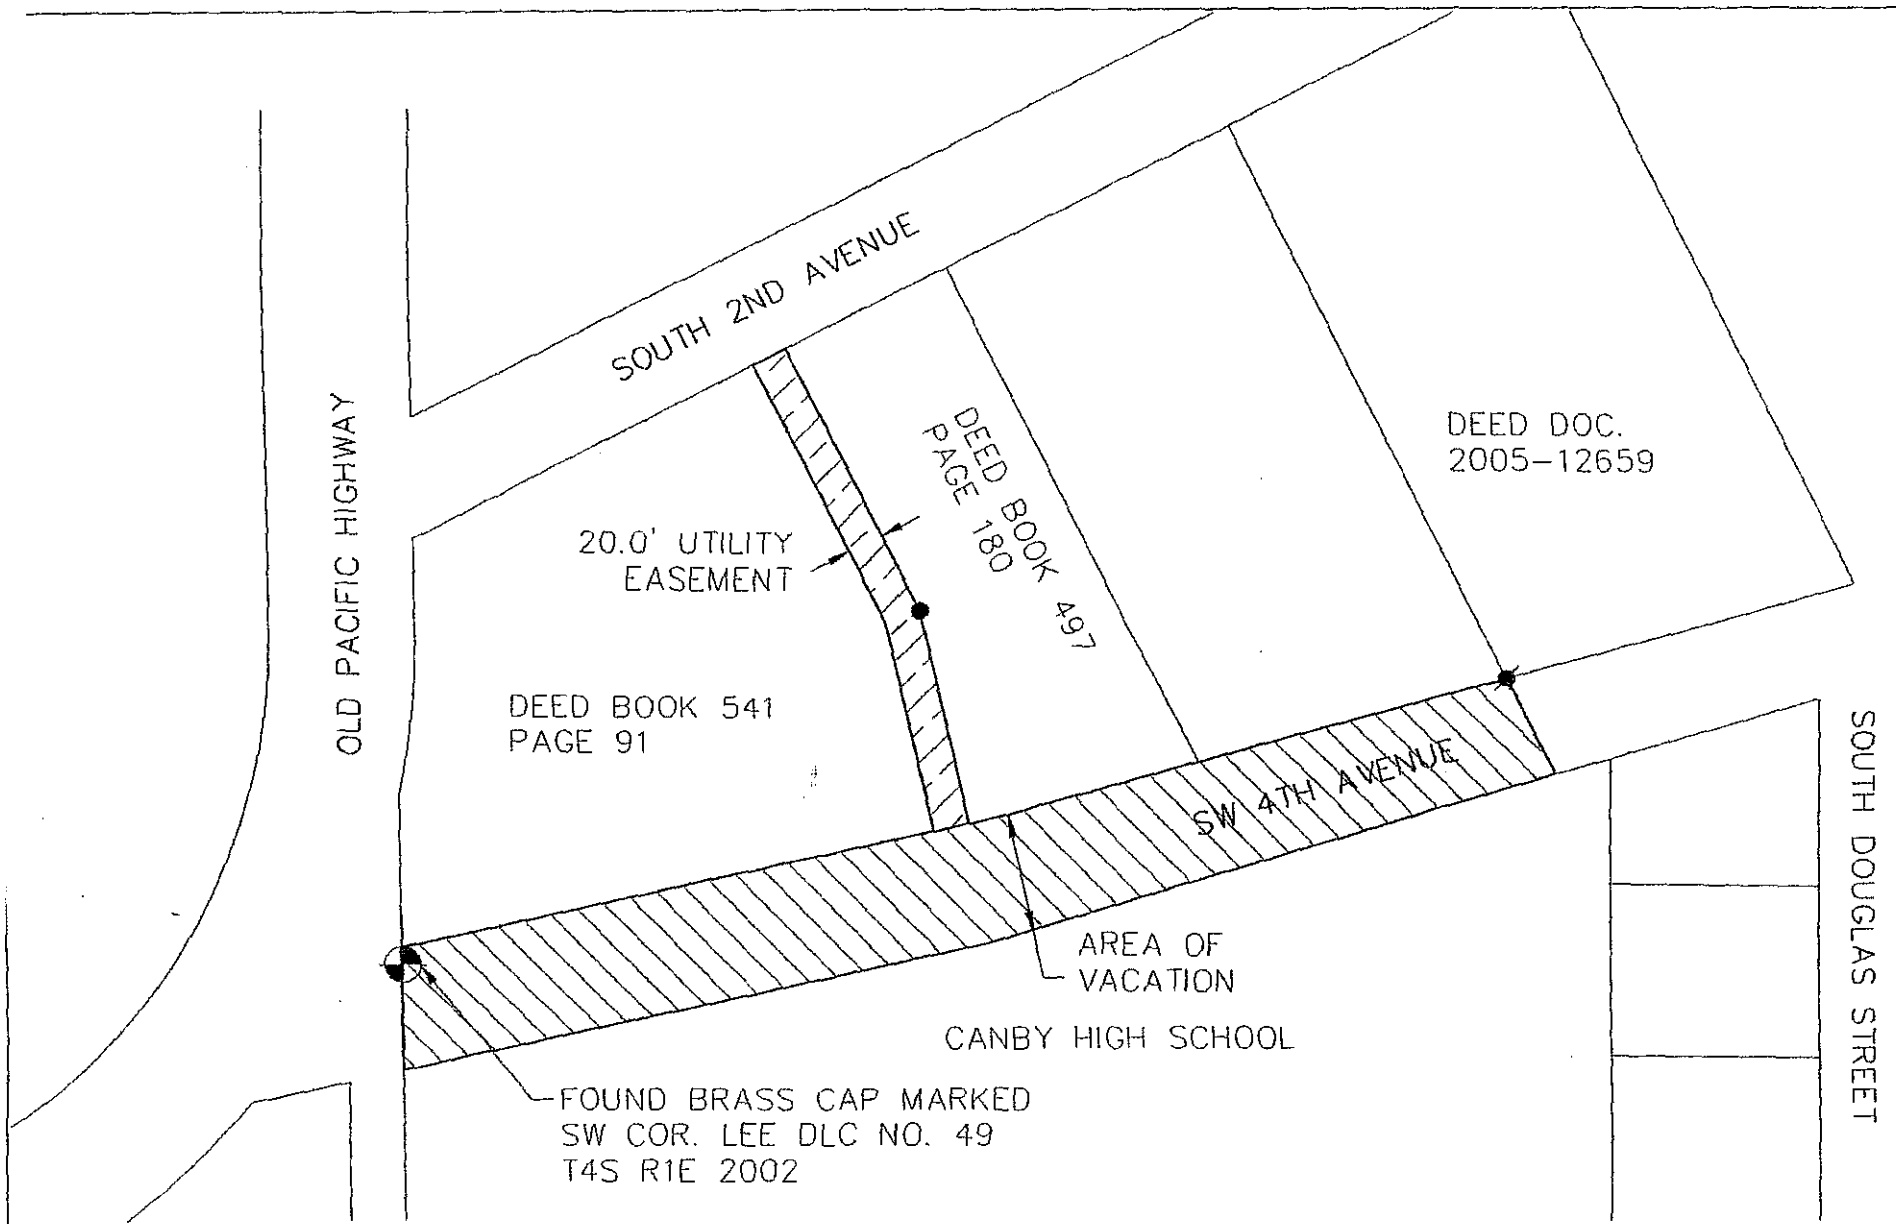 SOUTH 2ND AVENUE
OLD PACIFIC HIGHWAY
DEED BOOK 497
PAGE 180
DEED DOC.
2005-12659
20.0' UTILITY
EASEMENT
DEED BOOK 541
PAGE 91
SW 4TH AVENUE
SOUTH DOUGLAS STREET
AREA OF
VACATION
CANBY HIGH SCHOOL
FOUND BRASS CAP MARKED
SW COR. LEE DLC NO. 49
T4S R1E 2002